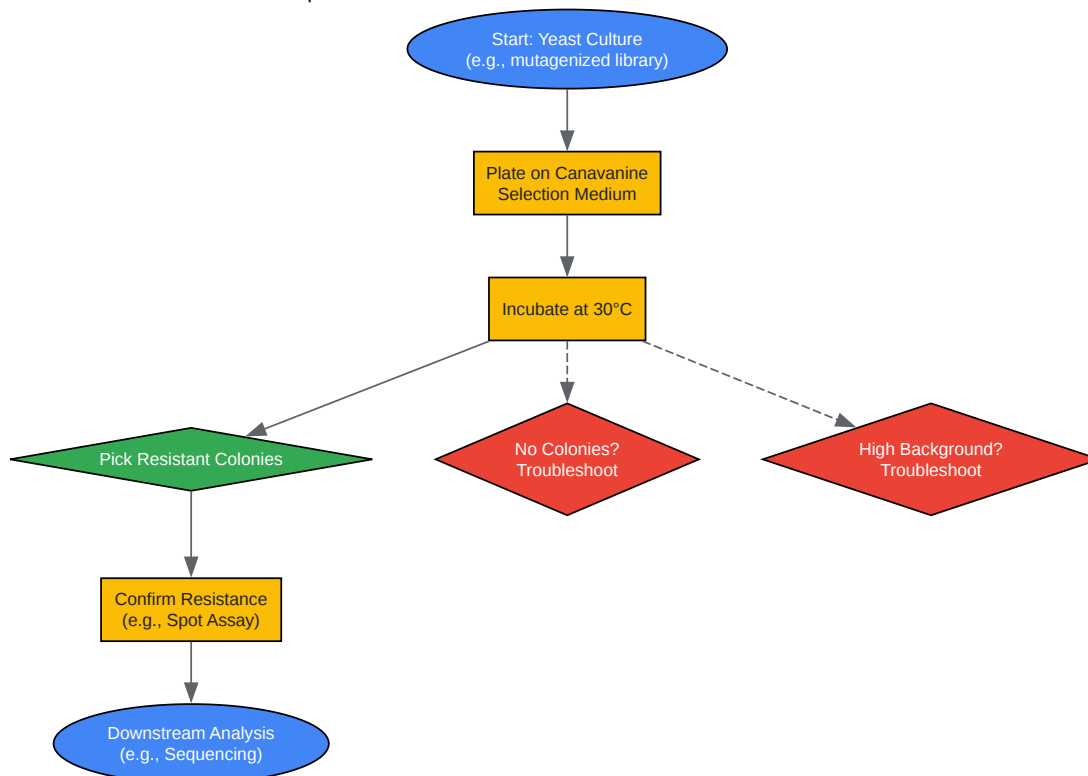 Start: Yeast Culture
(e.g., mutagenized library)
Plate on Canavanine
Selection Medium
Incubate at 30°C
Pick Resistant Colonies
No Colonies?
Troubleshoot
High Background?
Troubleshoot
Confirm Resistance
(e.g., Spot Assay)
Downstream Analysis
(e.g., Sequencing)